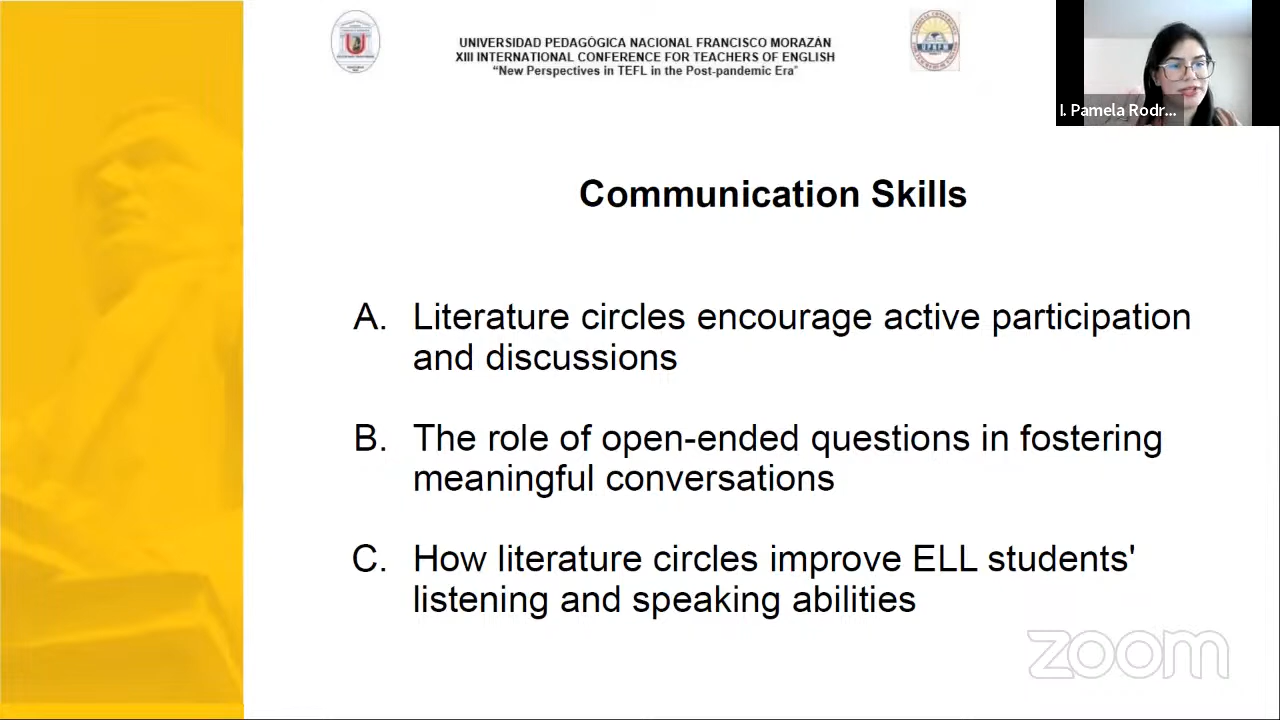 UNIVERSIDAD PEDAGÓGICA NACIONAL FRANCISCO MORAZÁN
XIII INTERNATIONAL CONFERENCE FOR TEACHERS OF ENGLISH
“New Perspectives in TEFL in the Post-pandemic Era”
I. Pamela Rodr...
Communication Skills
A. Literature circles encourage active participation
and discussions
B. The role of open-ended questions in fostering
meaningful conversations
C. How literature circles improve ELL students'
listening and speaking abilities
zoom